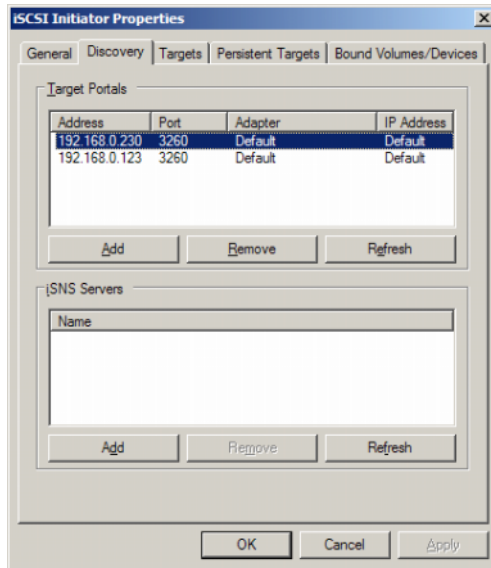 iSCSI Initiator Properties
General Discovery Targets Persistent Targets Bound Volumes/Devices
Target Portals
Address Port Adapter IP Address
192.168.0.230 3260 Default Default
192.168.0.123 3260 Default Default
Add Remove Refresh
iSNS Servers
Name
Add Remove Refresh
OK Cancel Apply